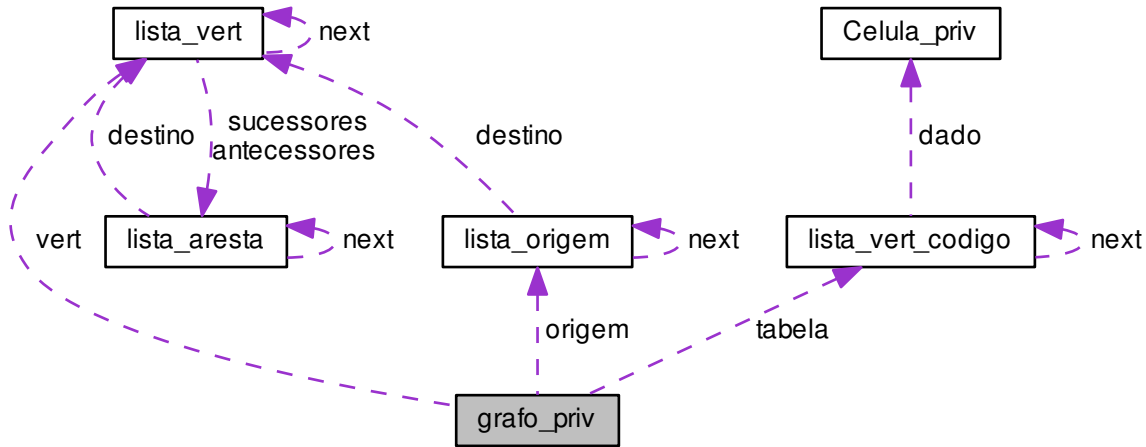 lista_vert
next
Celula_priv
destino
sucessores
antecessores
destino
dado
vert
lista_aresta
next
lista_origem
next
lista_vert_codigo
next
origem
tabela
grafo_priv